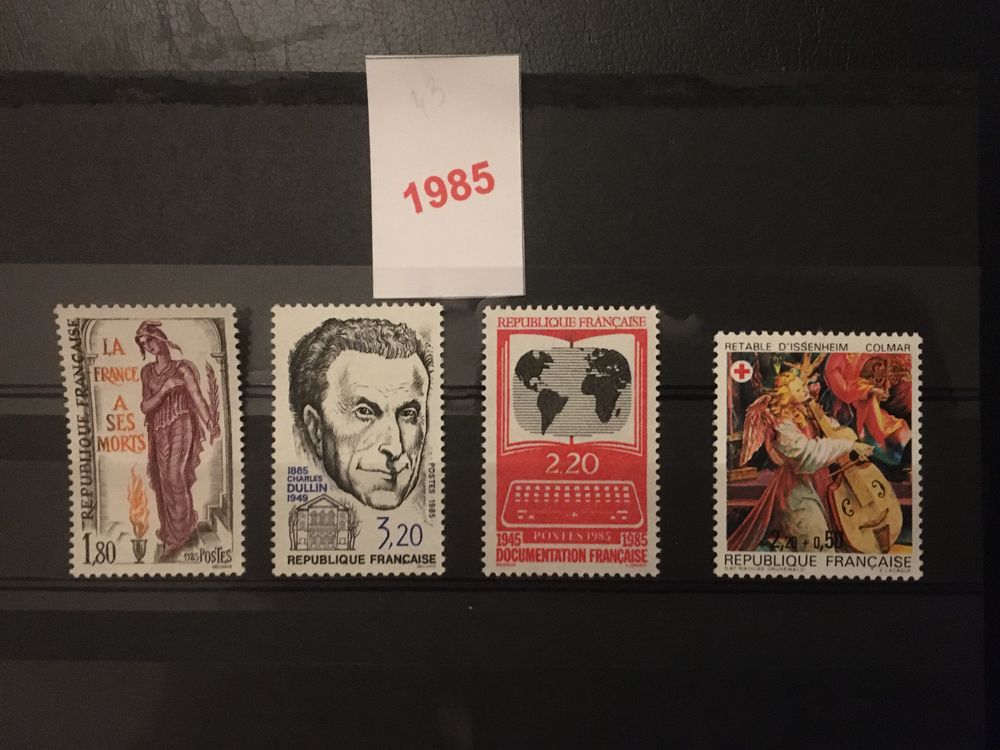 43
1985
REPUBLIQUE FRANÇAISE
LA
FRANCE
A
SES
MORTS
1,80
1985 POSTES
1885
CHARLES
DULLIN
1949
POSTES 1985
3,20
REPUBLIQUE FRANÇAISE
REPUBLIQUE FRANÇAISE
2.20
1945 POSTES 1985 1985
DOCUMENTATION FRANÇAISE
RETABLE D'ISSENHEIM COLMAR
2,20 + 0,50
REPUBLIQUE FRANÇAISE